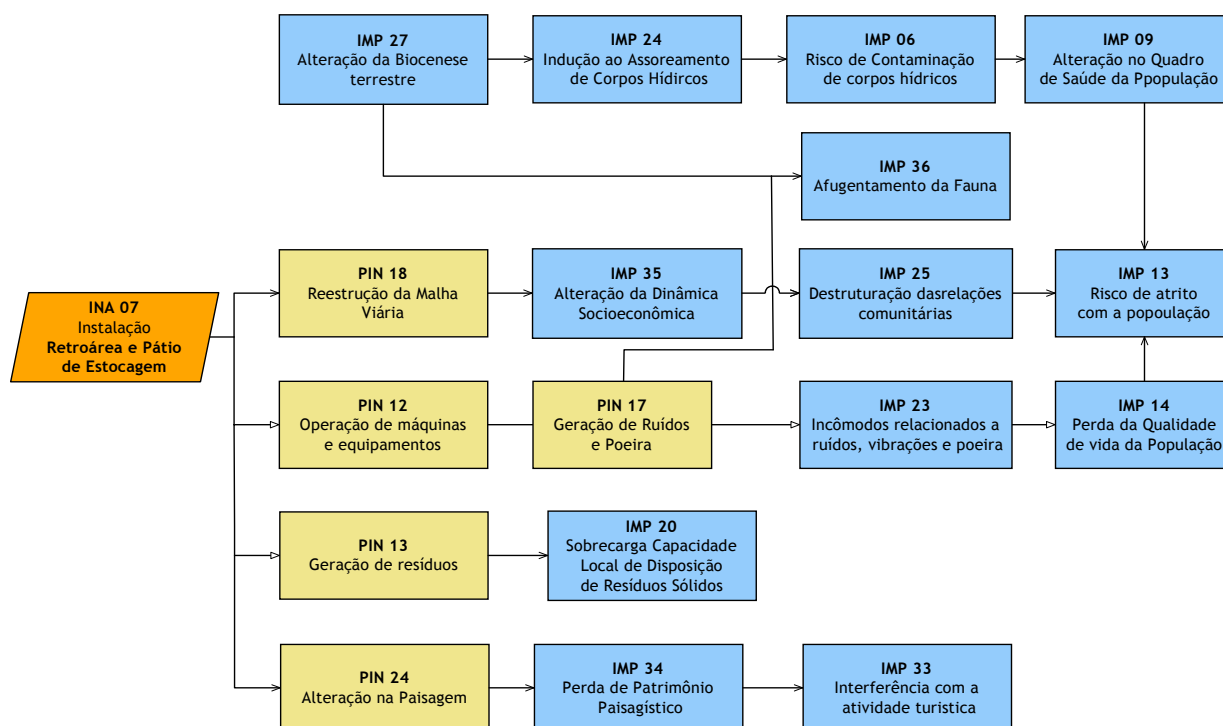 IMP 27
Alteração da Biocenese
terrestre
IMP 24
Indução ao Assoreamento
de Corpos Hídircos
IMP 06
Risco de Contaminação
de corpos hídricos
IMP 09
Alteração no Quadro
de Saúde da Ppopulação
IMP 36
Afugentamento da Fauna
INA 07
Instalação
Retroárea e Pátio
de Estocagem
PIN 18
Reestrução da Malha
Viária
IMP 35
Alteração da Dinâmica
Socioeconômica
IMP 25
Destruturação dasrelações
comunitárias
IMP 13
Risco de atrito
com a popoulação
PIN 12
Operação de máquinas
e equipamentos
PIN 17
Geração de Ruídos
e Poeira
IMP 23
Incômodos relacionados a
ruídos, vibrações e poeira
IMP 14
Perda da Qualidade
de vida da População
PIN 13
Geração de resíduos
IMP 20
Sobrecarga Capacidade
Local de Disposição
de Resíduos Sólidos
PIN 24
Alteração na Paisagem
IMP 34
Perda de Patrimônio
Paisagístico
IMP 33
Interferência com a
atividade turistica